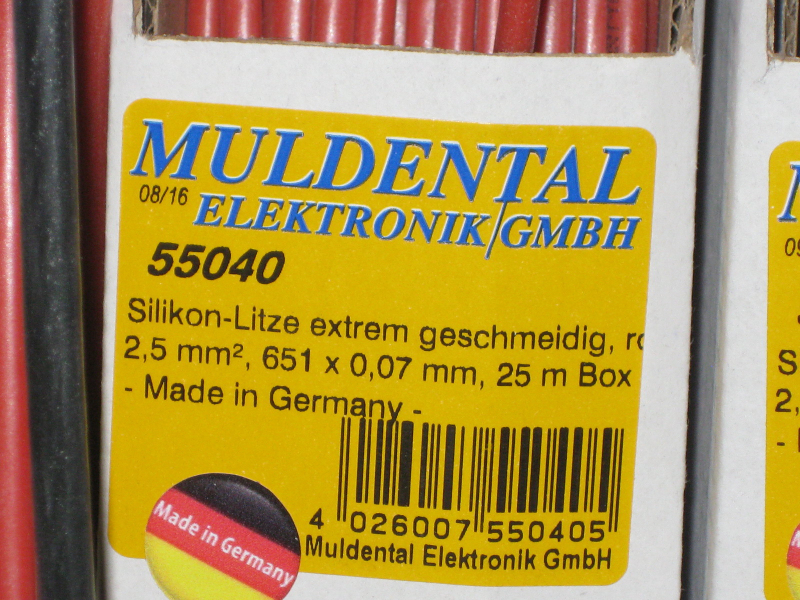 MULDENTAL
08/16
ELEKTRONIK/GMBH
55040
Silikon-Litze extrem geschmeidig,
2,5 mm², 651 x 0,07 mm, 25 m Box
- Made in Germany -
4 026007 550405
Muldental Elektronik GmbH
Made in Germany